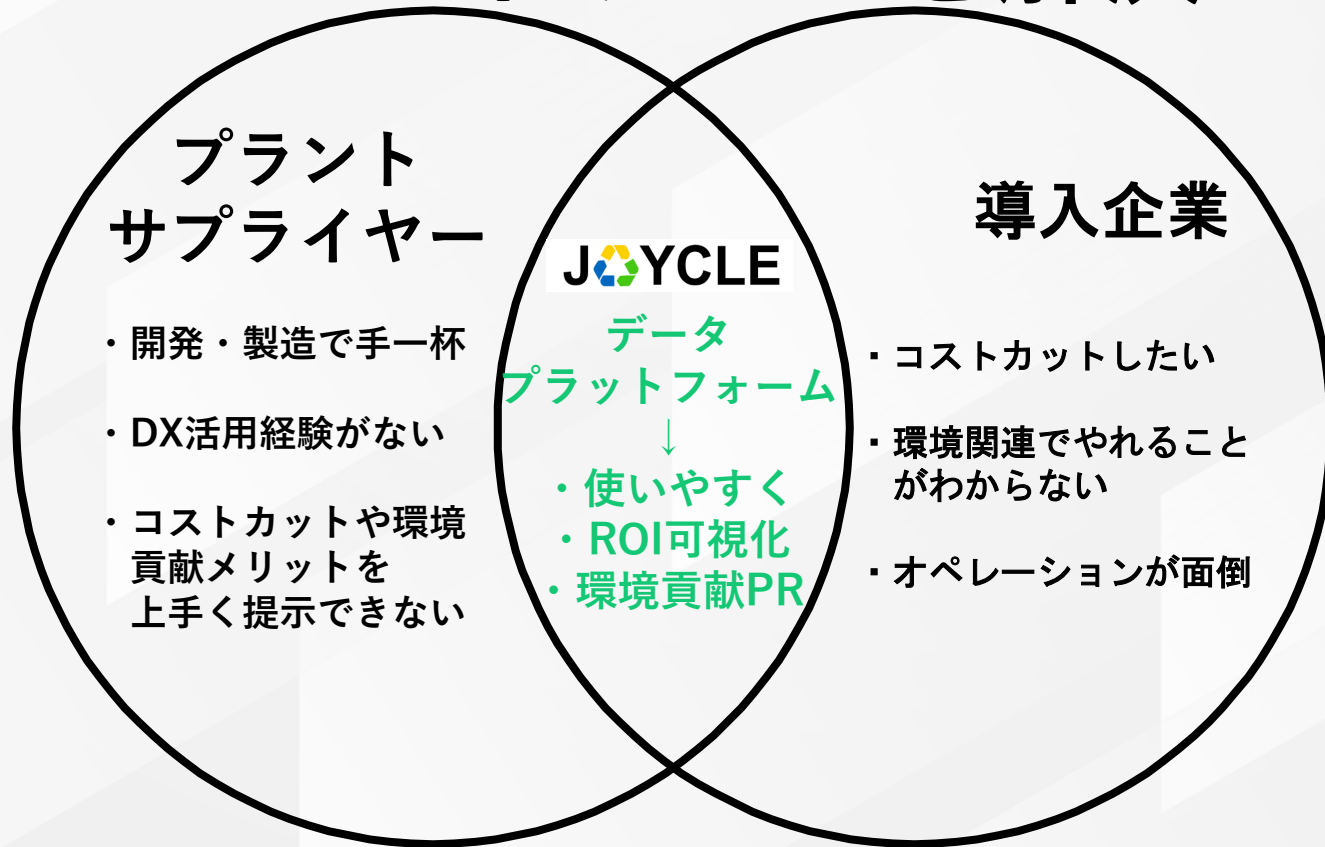 プラント
サプライヤー
・開発・製造で手一杯
・DX活用経験がない
・コストカットや環境
貢献メリットを
上手く提示できない
JOYCLE
データ
プラットフォーム
↓
・使いやすく
・ROI可視化
・環境貢献PR
導入企業
・コストカットしたい
・環境関連でやれること
がわからない
・オペレーションが面倒